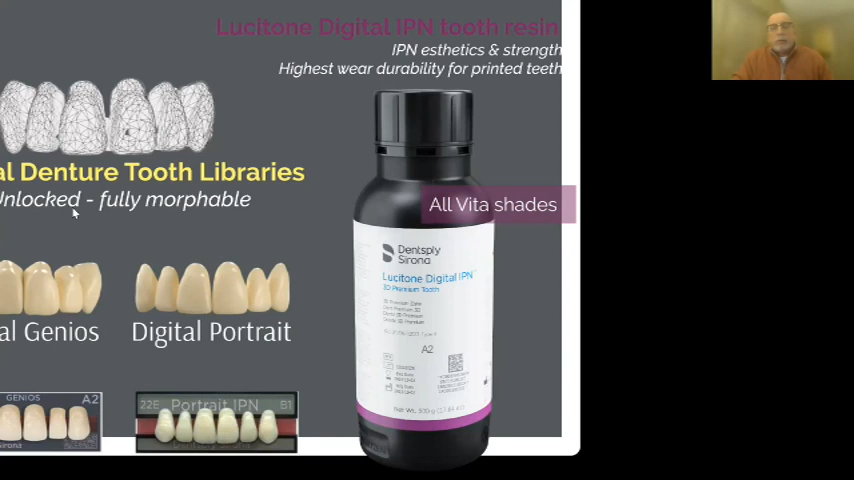 Lucitone Digital IPN tooth resin
IPN esthetics & strength
Highest wear durability for printed teeth
al Denture Tooth Libraries
Unlocked - fully morphable
All Vita shades
Dentsply
Sirona
Lucitone Digital IPN
3D Premium Tooth
A2
al Genios
Digital Portrait
GENIOS A2
22E Portrait IPN B1